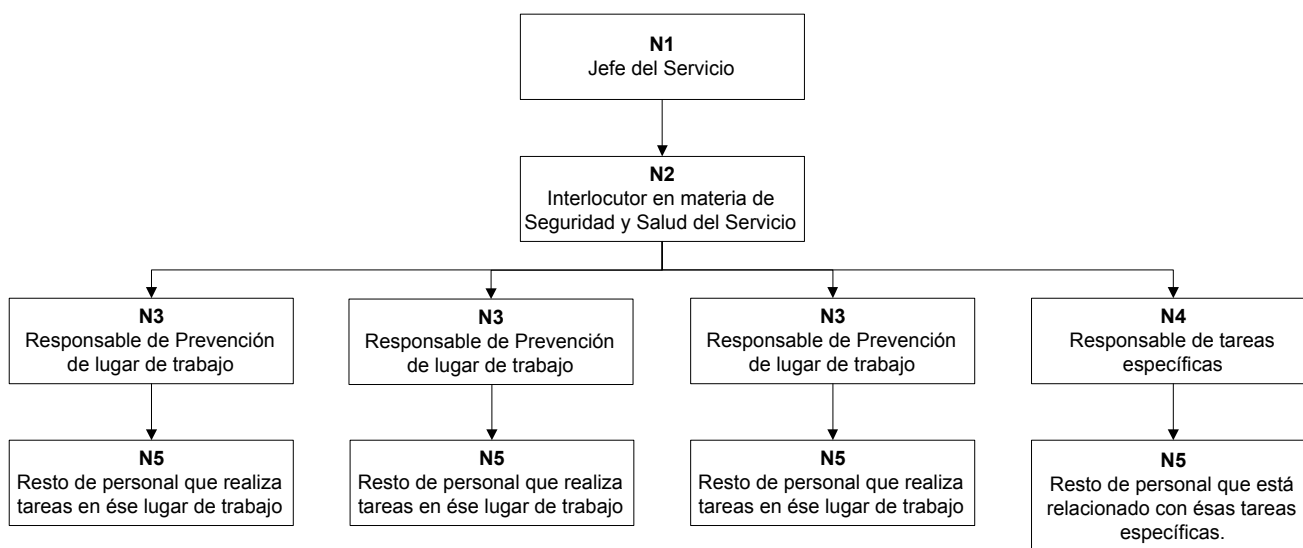 N1
Jefe del Servicio
N2
Interlocutor en materia de
Seguridad y Salud del Servicio
N3
Responsable de Prevención
de lugar de trabajo
N3
Responsable de Prevención
de lugar de trabajo
N3
Responsable de Prevención
de lugar de trabajo
N4
Responsable de tareas
específicas
N5
Resto de personal que realiza
tareas en ése lugar de trabajo
N5
Resto de personal que realiza
tareas en ése lugar de trabajo
N5
Resto de personal que realiza
tareas en ése lugar de trabajo
N5
Resto de personal que está
relacionado con ésas tareas
específicas.